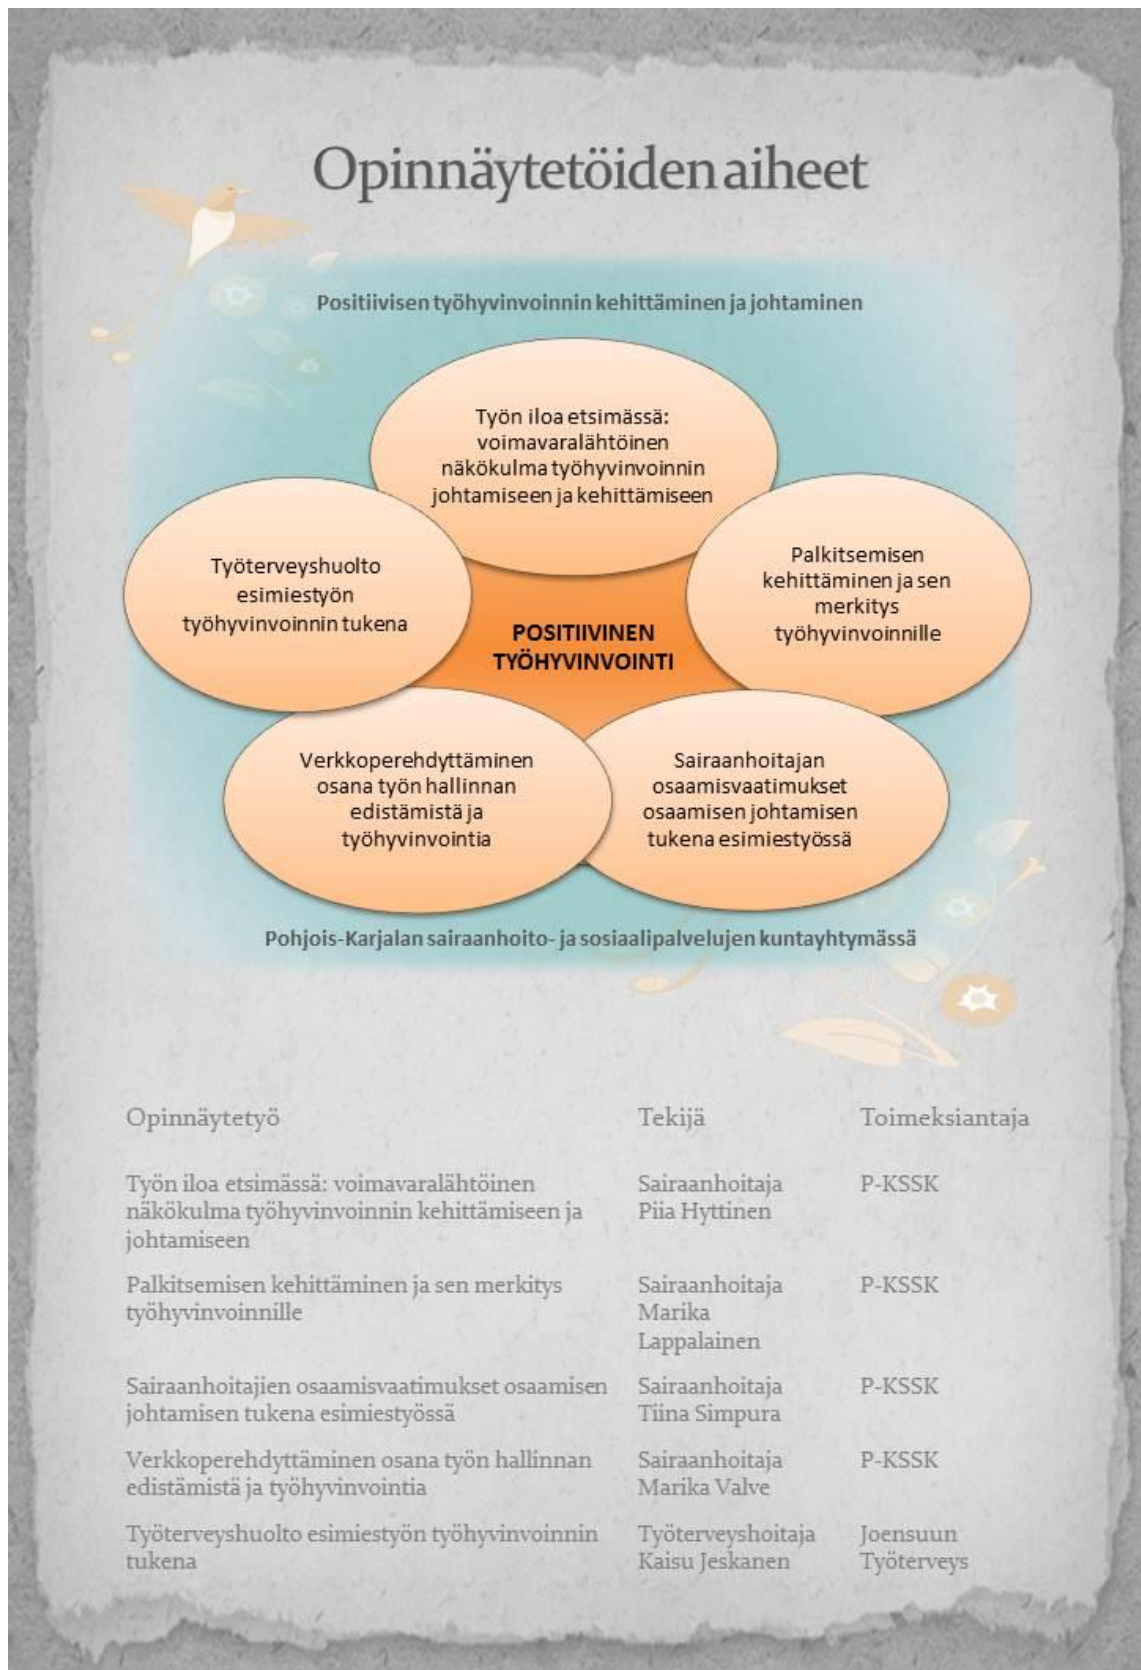 Opinnäytetöiden aiheet
Positiivisen työhyvinvoinnin kehittäminen ja johtaminen
Työn iloa etsimässä:
voimavaralähtöinen
näkökulma työhyvinvoinnin
johtamiseen ja kehittämiseen
Työterveyshuolto
esimiestyön
työhyvinvoinnin tukena
Palkitsemisen
kehittäminen ja sen
merkitys
työhyvinvoinnille
POSITIIVINEN
TYÖHYVINVOINTI
Verkkoperehdyttäminen
osana työn hallinnan
edistämistä ja
työhyvinvointia
Sairaanhoitajan
osaamisvaatimukset
osaamisen johtamisen
tukena esimiestyössä
Pohjois-Karjalan sairaanhoito- ja sosiaalipalvelujen kuntayhtymässä
Opinnäytetyö Tekijä Toimeksiantaja
Työn iloa etsimässä: voimavaralähtöinen Sairaanhoitaja P-KSSK
näkökulma työhyvinvoinnin kehittämiseen ja Piia Hyttinen
johtamiseen
Palkitsemisen kehittäminen ja sen merkitys Sairaanhoitaja P-KSSK
työhyvinvoinnille Marika
Lappalainen
Sairaanhoitajien osaamisvaatimukset osaamisen Sairaanhoitaja P-KSSK
johtamisen tukena esimiestyössä Tiina Simpura
Verkkoperehdyttäminen osana työn hallinnan Sairaanhoitaja P-KSSK
edistämistä ja työhyvinvointia Marika Valve
Työterveyshuolto esimiestyön työhyvinvoinnin Työterveyshoitaja Joensuun
tukena Kaisu Jeskanen Työterveys